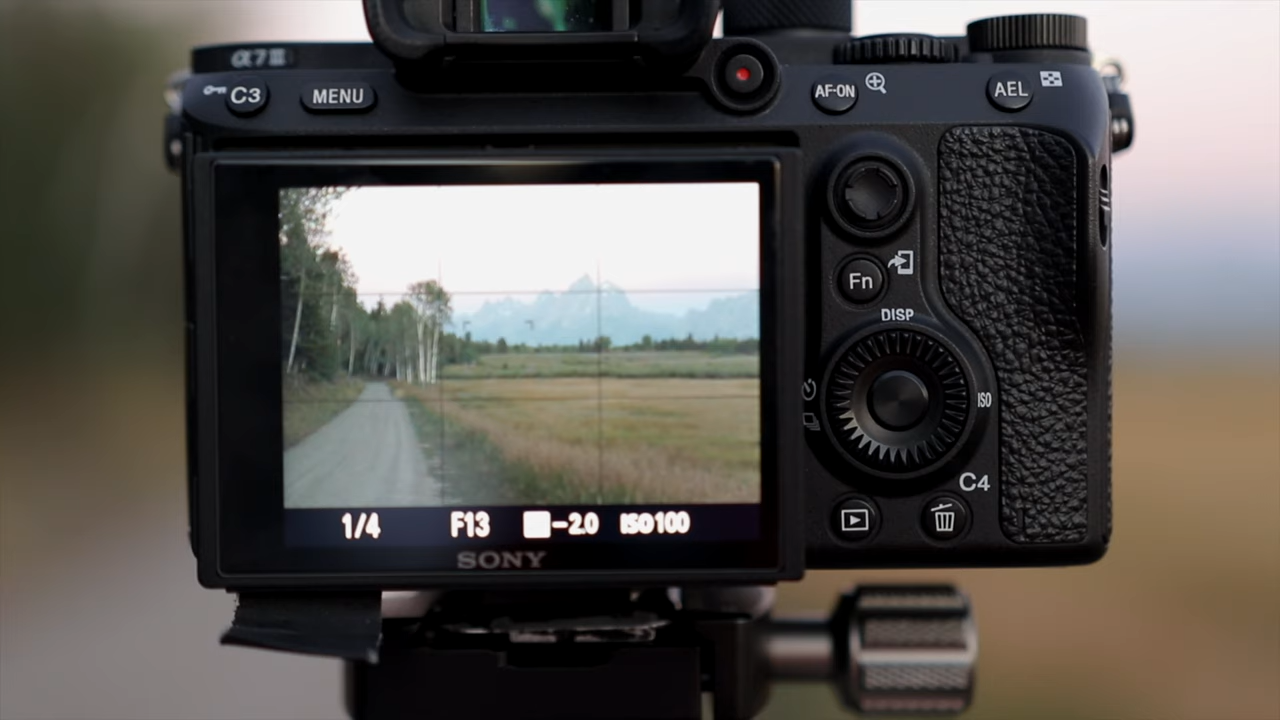 α7III
C3
MENU
AF-ON
AEL
Fn
DISP
ISO
C4
1/4 F13 -2.0 ISO100
SONY